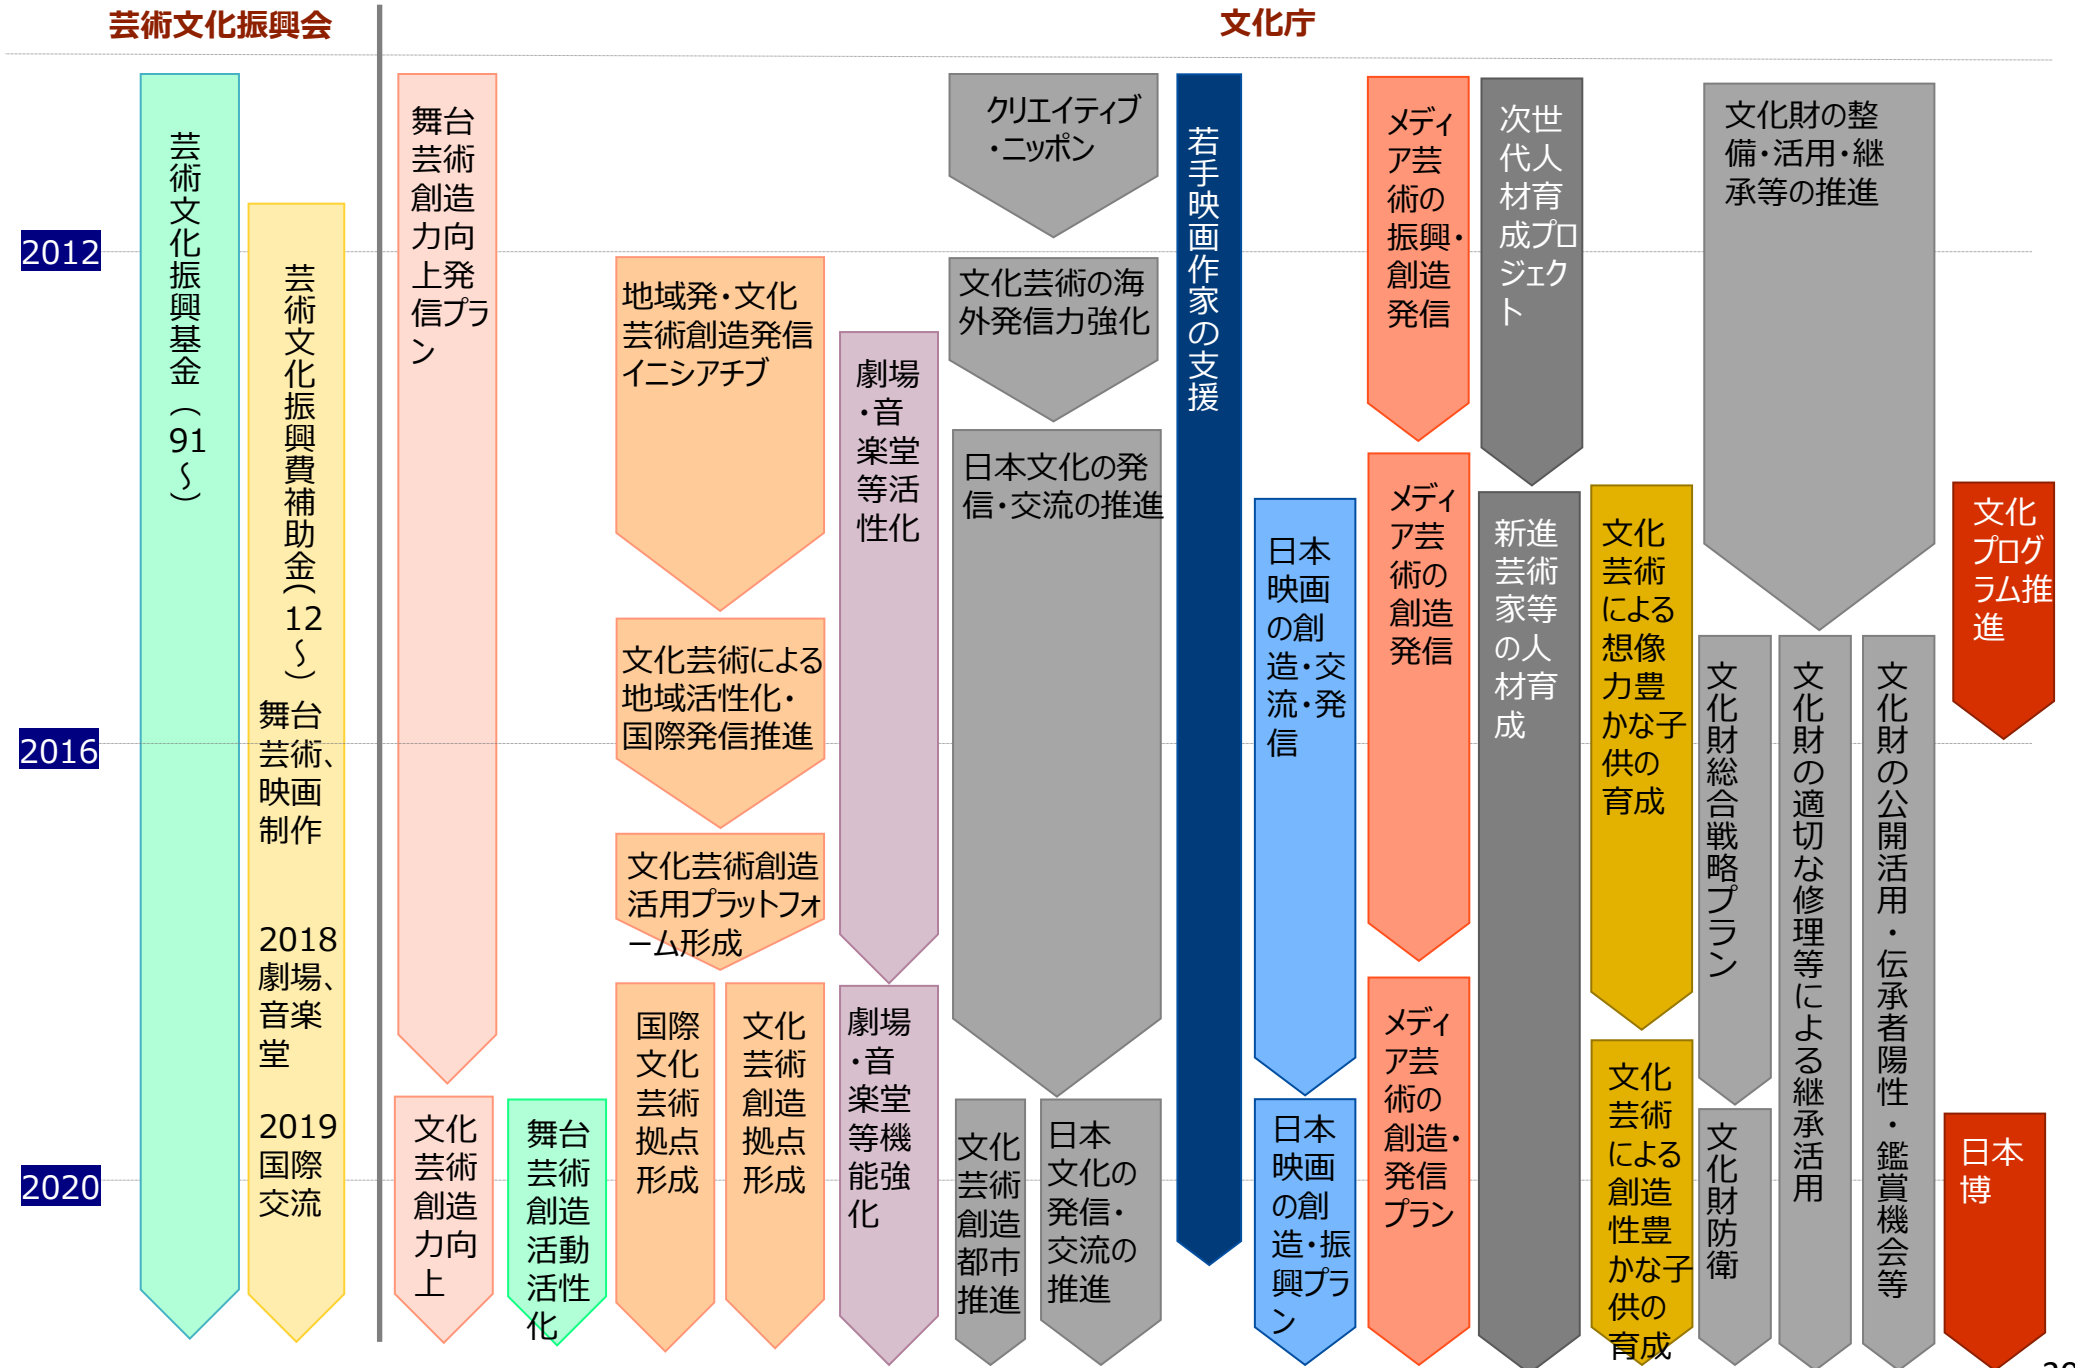 芸術文化振興会
文化庁
2012
2016
2020
芸術文化振興基金（91～）
芸術文化振興費補助金(12～)
舞台
芸術、
映画
制作
2018
劇場、
音楽
堂
2019
国際
交流
舞台
芸術
創造
力向
上発
信プラ
ン
文化
芸術
創造
力向
上
舞台
芸術
創造
活動
活性
化
地域発・文化
芸術創造発信
イニシアチブ
文化芸術による
地域活性化・
国際発信推進
文化芸術創造
活用プラットフォ
ーム形成
国際
文化
芸術
拠点
形成
文化
芸術
創造
拠点
形成
劇場
・音
楽堂
等活
性化
劇場
・音
楽堂
等機
能強
化
クリエイティブ
・ニッポン
文化芸術の海
外発信力強化
日本文化の発
信・交流の推進
文化
芸術
創造
都市
推進
日本
文化の
発信・
交流の
推進
若手映画作家の支援
日本
映画
の創
造・交
流・発
信
日本
映画
の創
造・振
興プラ
ン
メディ
ア芸
術の
振興・
創造
発信
メディ
ア芸
術の
創造
発信
メディ
ア芸
術の
創造・
発信
プラン
次世
代人
材育
成プロ
ジェク
ト
新進
芸術
家等
の人
材育
成
文化
芸術
による
想像
力豊
かな子
供の
育成
文化
芸術
による
創造
性豊
かな子
供の
育成
文化財の整
備・活用・継
承等の推進
文化財総合戦略プラン
文化財防衛
文化財の適切な修理等による継承活用
文化財の公開活用・伝承者陽性・鑑賞機会等
文化
プログ
ラム推
進
日本
博